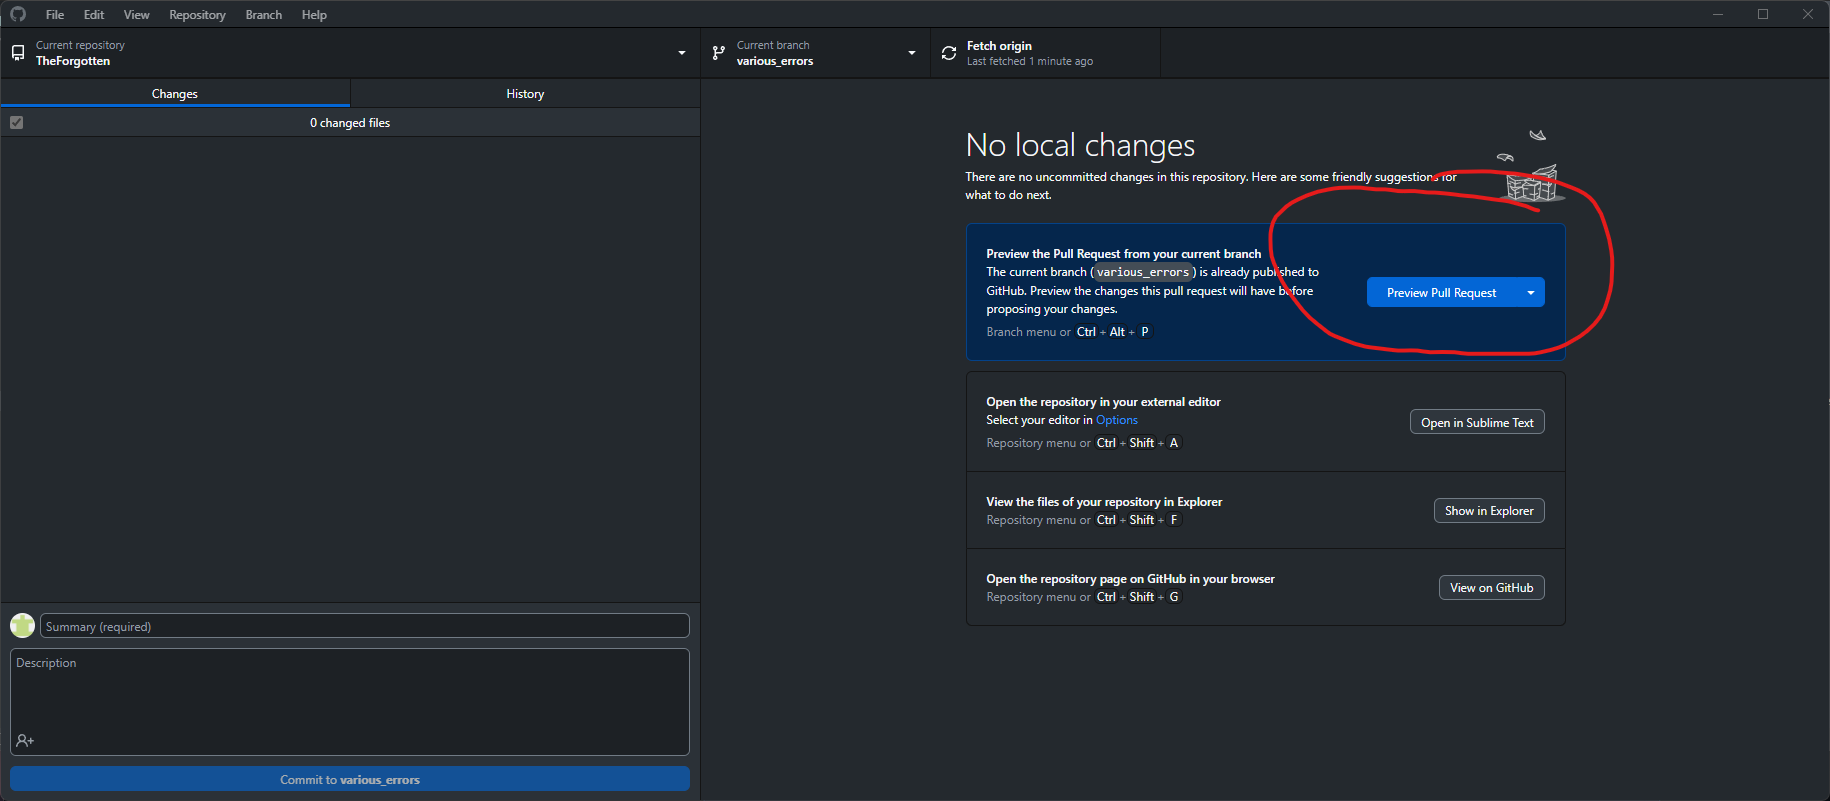 File Edit View Repository Branch Help
Current repository
TheForgotten
Current branch
various_errors
Fetch origin
Last fetched 1 minute ago
Changes
History
0 changed files
No local changes
There are no uncommitted changes in this repository. Here are some friendly suggestions for
what to do next.
Preview the Pull Request from your current branch
The current branch (various_errors) is already published to
GitHub. Preview the changes this pull request will have before
proposing your changes.
Branch menu or Ctrl + Alt + P
Preview Pull Request
Open the repository in your external editor
Select your editor in Options
Repository menu or Ctrl + Shift + A
Open in Sublime Text
View the files of your repository in Explorer
Repository menu or Ctrl + Shift + F
Show in Explorer
Open the repository page on GitHub in your browser
Repository menu or Ctrl + Shift + G
View on GitHub
Summary (required)
Description
Commit to various_errors